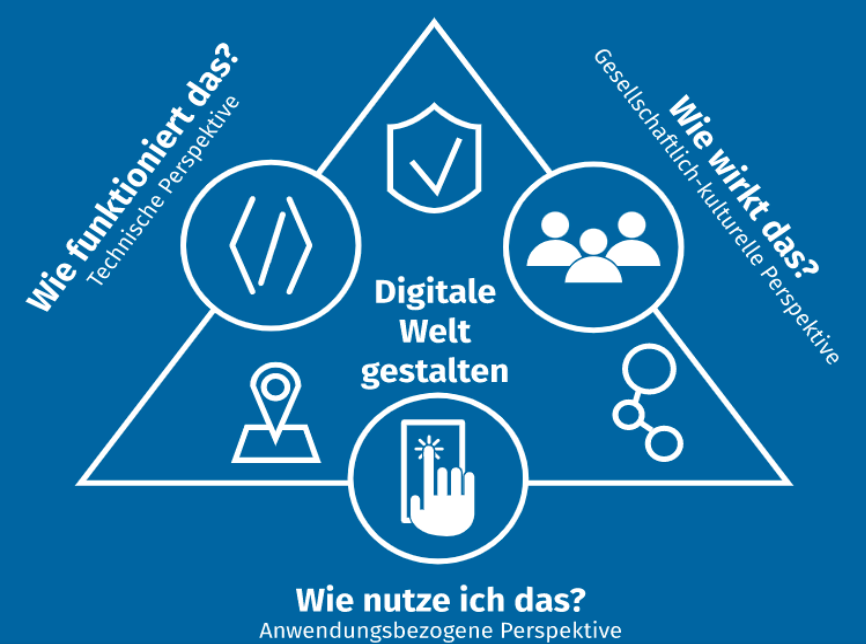 Wie funktioniert das?
Technische Perspektive
Wie wirkt das?
Gesellschaftlich-kulturelle Perspektive
Digitale
Welt
gestalten
Wie nutze ich das?
Anwendungsbezogene Perspektive